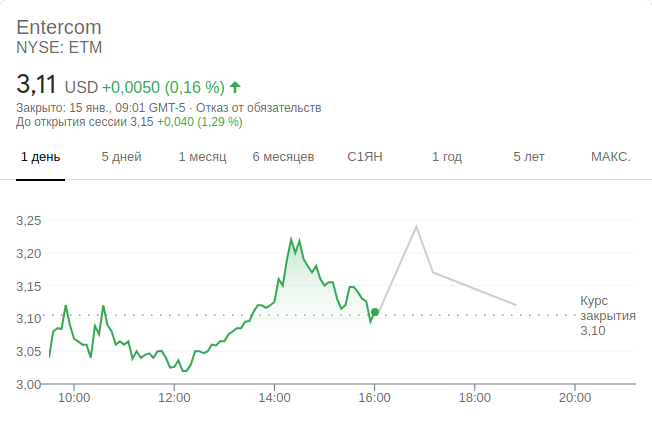 Entercom
NYSE: ETM
3,11 USD +0,0050 (0,16 %)
Закрыто: 15 янв., 09:01 GMT-5 · Отказ от обязательств
До открытия сессии 3,15 +0,040 (1,29 %)
1 день 5 дней 1 месяц 6 месяцев С1ЯН 1 год 5 лет МАКС.
3,25
3,20
3,15
3,10
3,05
3,00
Курс
закрытия
3,10
10:00 12:00 14:00 16:00 18:00 20:00